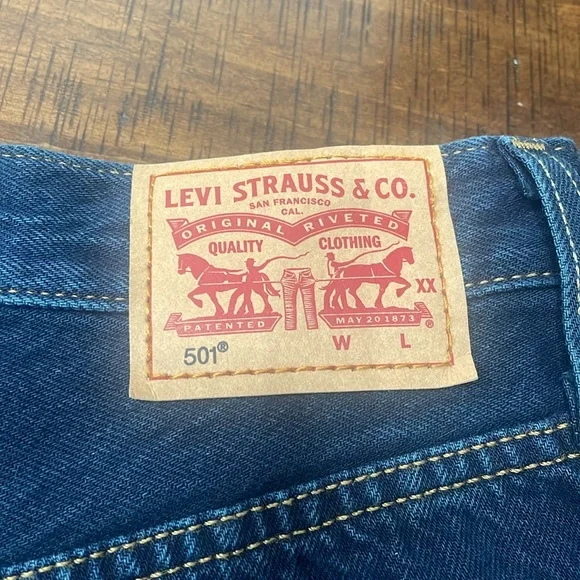 LEVI STRAUSS & CO.
SAN FRANCISCO
CAL.
ORIGINAL RIVETED
QUALITY CLOTHING
XX
PATENTED MAY 20 1873 ®
501® W L